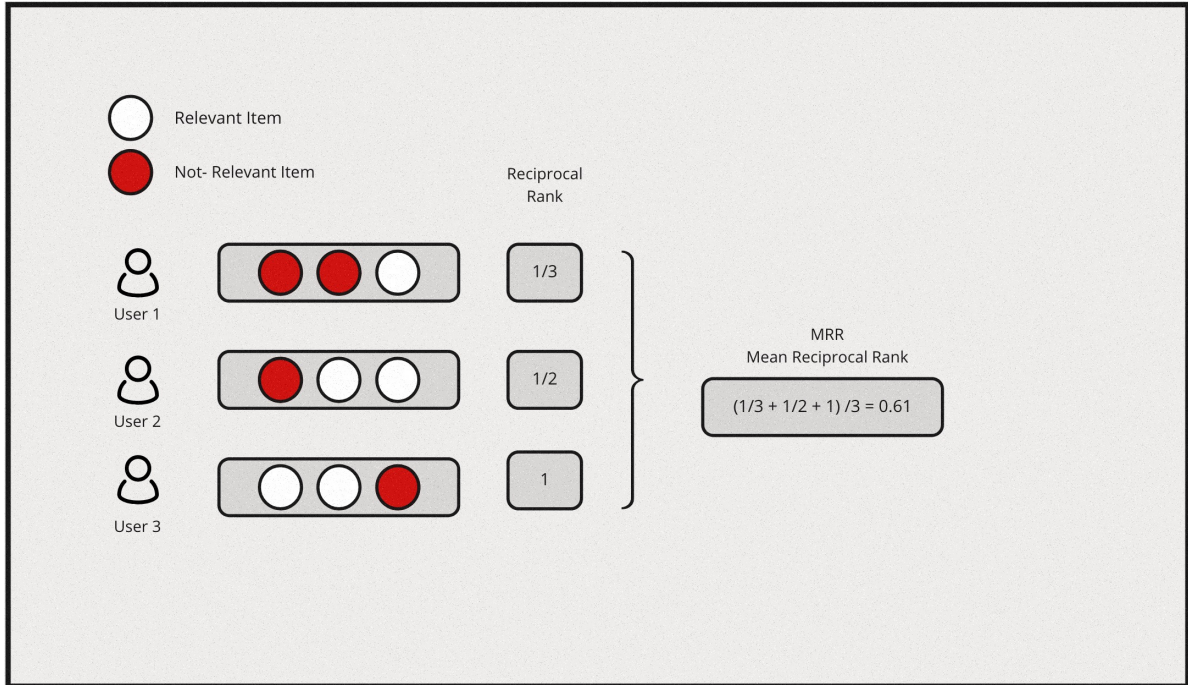 Relevant Item
Not- Relevant Item
Reciprocal
Rank
User 1
1/3
User 2
1/2
User 3
1
MRR
Mean Reciprocal Rank
(1/3 + 1/2 + 1) /3 = 0.61